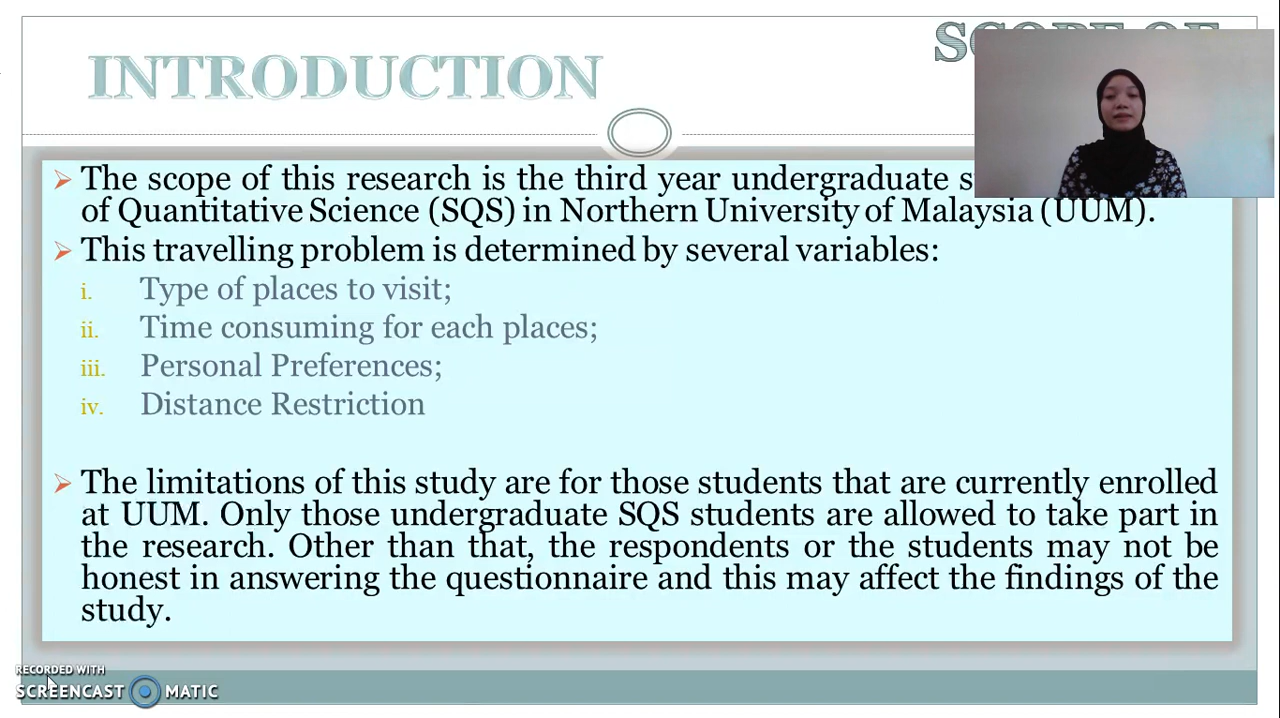 SCOPE OF
INTRODUCTION
➢ The scope of this research is the third year undergraduate
of Quantitative Science (SQS) in Northern University of Malaysia (UUM).
➢ This travelling problem is determined by several variables:
i. Type of places to visit;
ii. Time consuming for each places;
iii. Personal Preferences;
iv. Distance Restriction
➢ The limitations of this study are for those students that are currently enrolled
at UUM. Only those undergraduate SQS students are allowed to take part in
the research. Other than that, the respondents or the students may not be
honest in answering the questionnaire and this may affect the findings of the
study.
RECORDED WITH
SCREENCAST MATIC